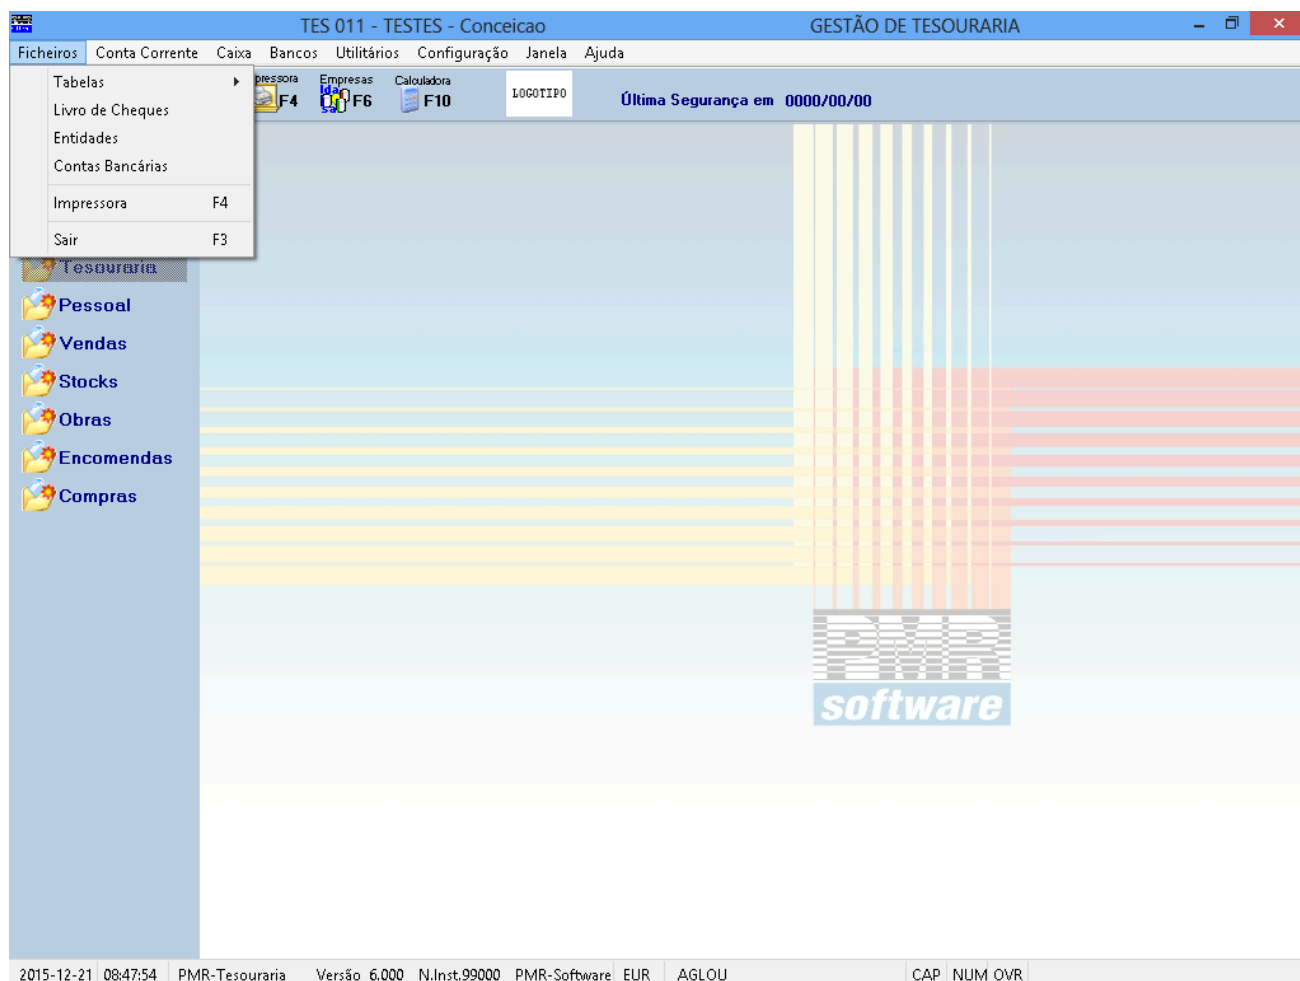 TES 011 - TESTES - Conceicao GESTÃO DE TESOURARIA
Ficheiros Conta Corrente Caixa Bancos Utilitários Configuração Janela Ajuda
Tabelas
Livro de Cheques
Entidades
Contas Bancárias
Impressora F4
Sair F3
pressora F4
Empresas F6
Calculadora F10
LOGOTIPO
Última Segurança em 0000/00/00
Tesouraria
Pessoal
Vendas
Stocks
Obras
Encomendas
Compras
PMR
software
2015-12-21 08:47:54 PMR-Tesouraria Versão 6.000 N.Inst.99000 PMR-Software EUR AGLOU CAP NUM OVR